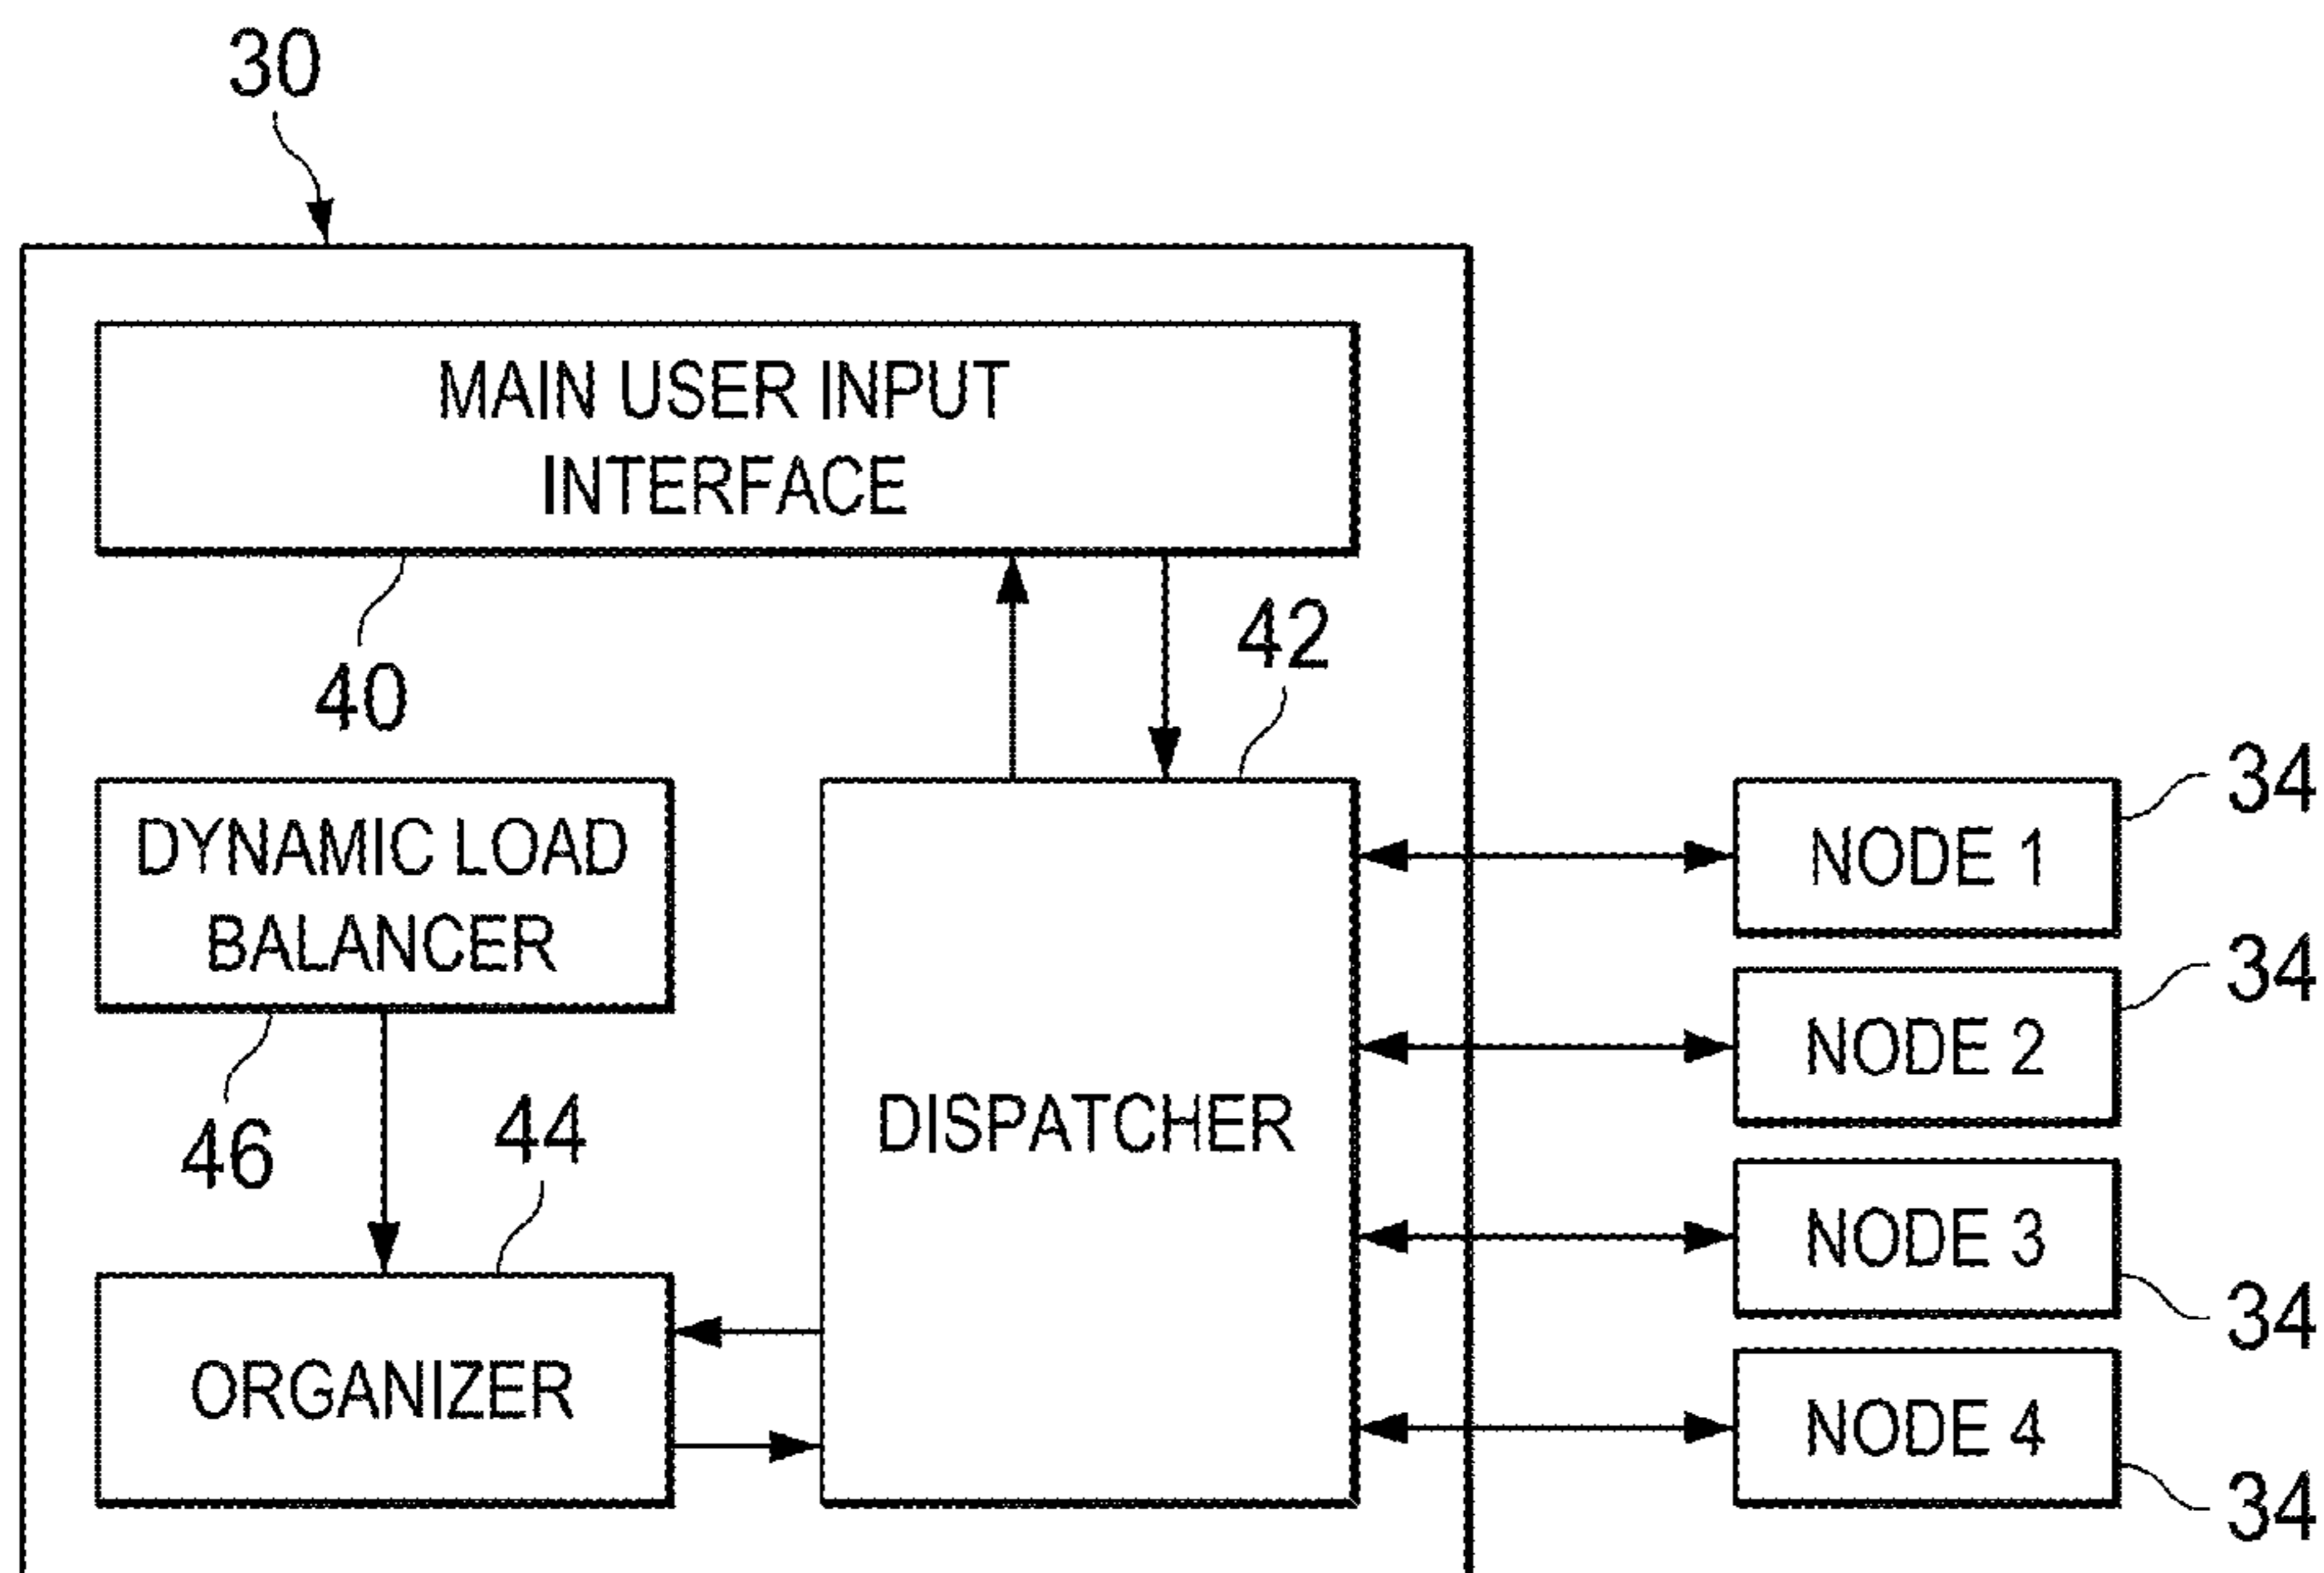 30
MAIN USER INPUT
INTERFACE
40
42
DYNAMIC LOAD
BALANCER
46
44
ORGANIZER
DISPATCHER
NODE 1
34
NODE 2
34
NODE 3
34
NODE 4
34